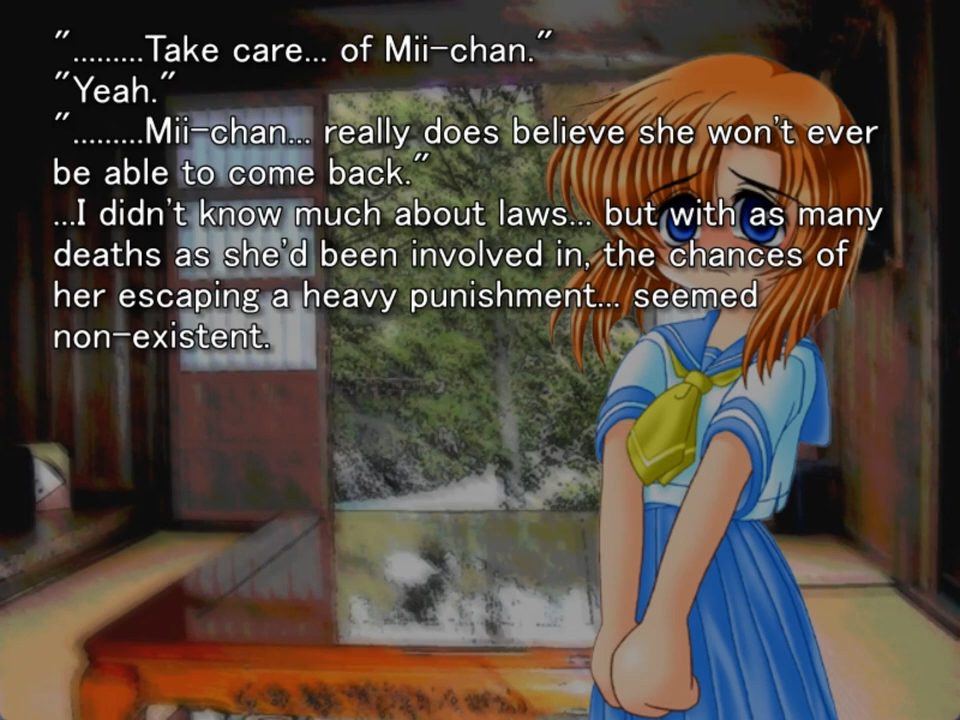 ".........Take care... of Mii-chan."
"Yeah."
".........Mii-chan... really does believe she won't ever
be able to come back."
...I didn't know much about laws... but with as many
deaths as she'd been involved in, the chances of
her escaping a heavy punishment... seemed
non-existent.